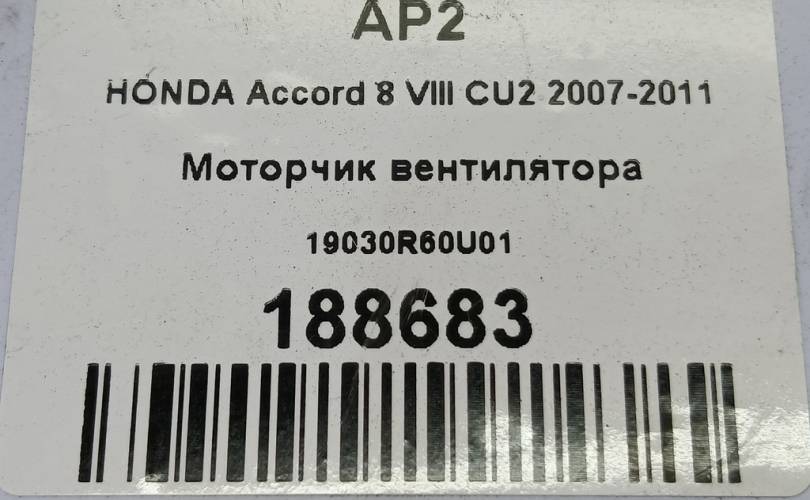 AP2
HONDA Accord 8 VIII CU2 2007-2011
Моторчик вентилятора
19030R60U01
188683